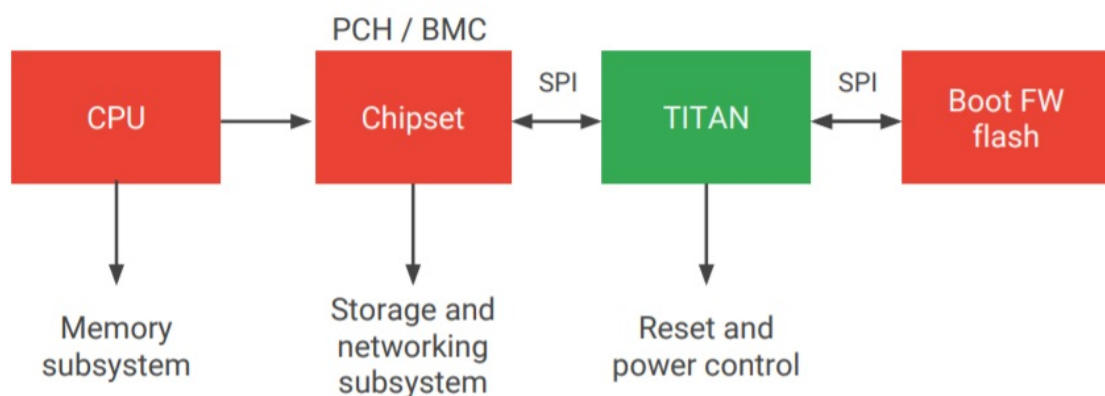 PCH / BMC
CPU
Chipset
SPI
TITAN
SPI
Boot FW
flash
Memory
subsystem
Storage and
networking
subsystem
Reset and
power control